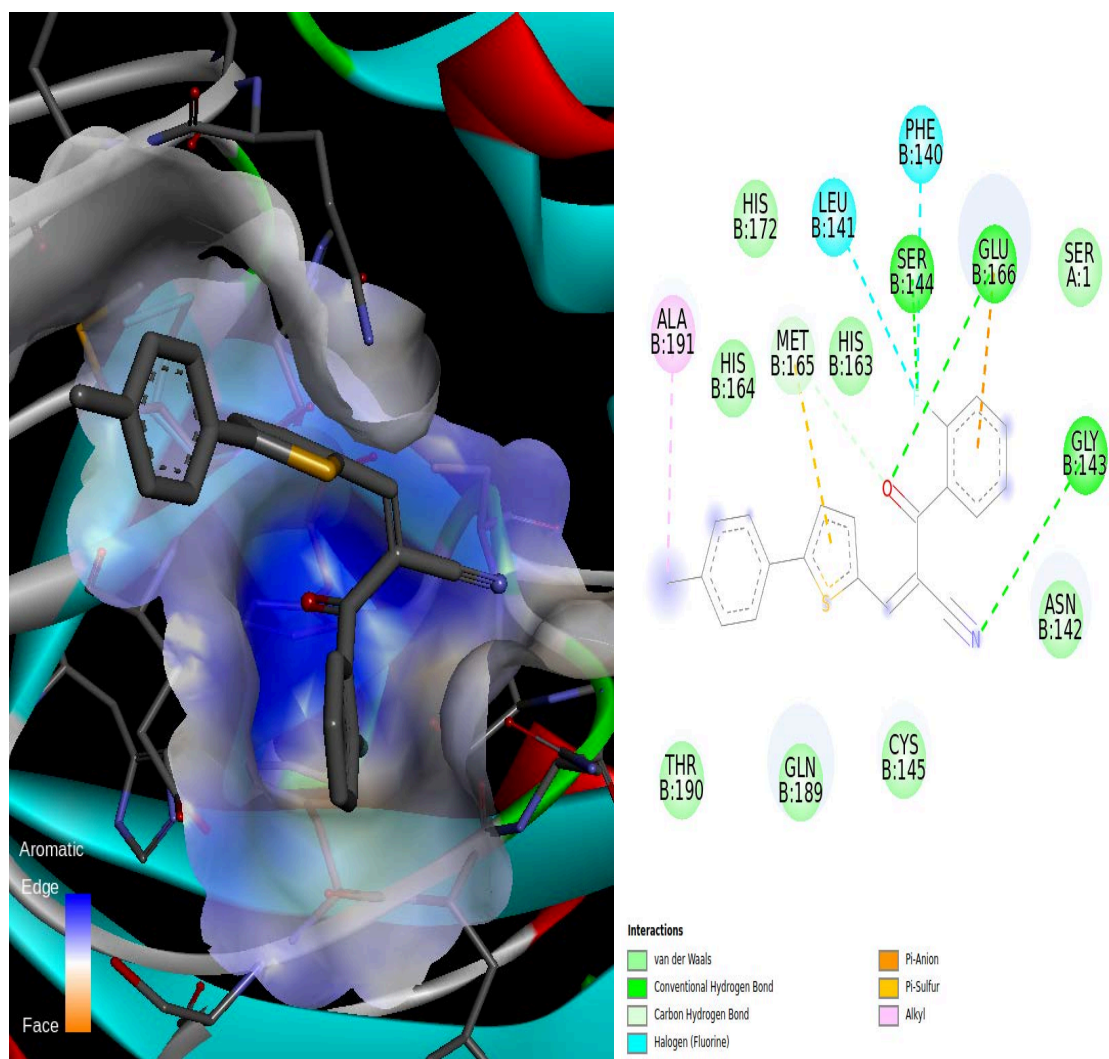 Aromatic
Edge
Face
PHE
B:140
HIS
B:172
LEU
B:141
SER
B:144
GLU
B:166
SER
A:1
ALA
B:191
HIS
B:164
MET
B:165
HIS
B:163
GLY
B:143
O
S
N
ASN
B:142
THR
B:190
GLN
B:189
CYS
B:145
Interactions
van der Waals
Conventional Hydrogen Bond
Carbon Hydrogen Bond
Halogen (Fluorine)
Pi-Anion
Pi-Sulfur
Alkyl